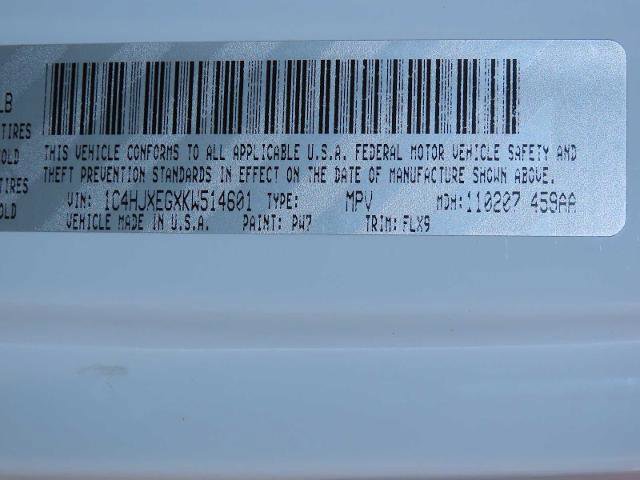 LB
TIRES
OLD
TIRES
OLD
THIS VEHICLE CONFORMS TO ALL APPLICABLE U.S.A. FEDERAL MOTOR VEHICLE SAFETY AND
THEFT PREVENTION STANDARDS IN EFFECT ON THE DATE OF MANUFACTURE SHOWN ABOVE.
VIN: 1C4HJXEGXKW514601 TYPE: MPV MDH: 110207 459AA
VEHICLE MADE IN U.S.A. PAINT: PW7 TRIM: FLX9